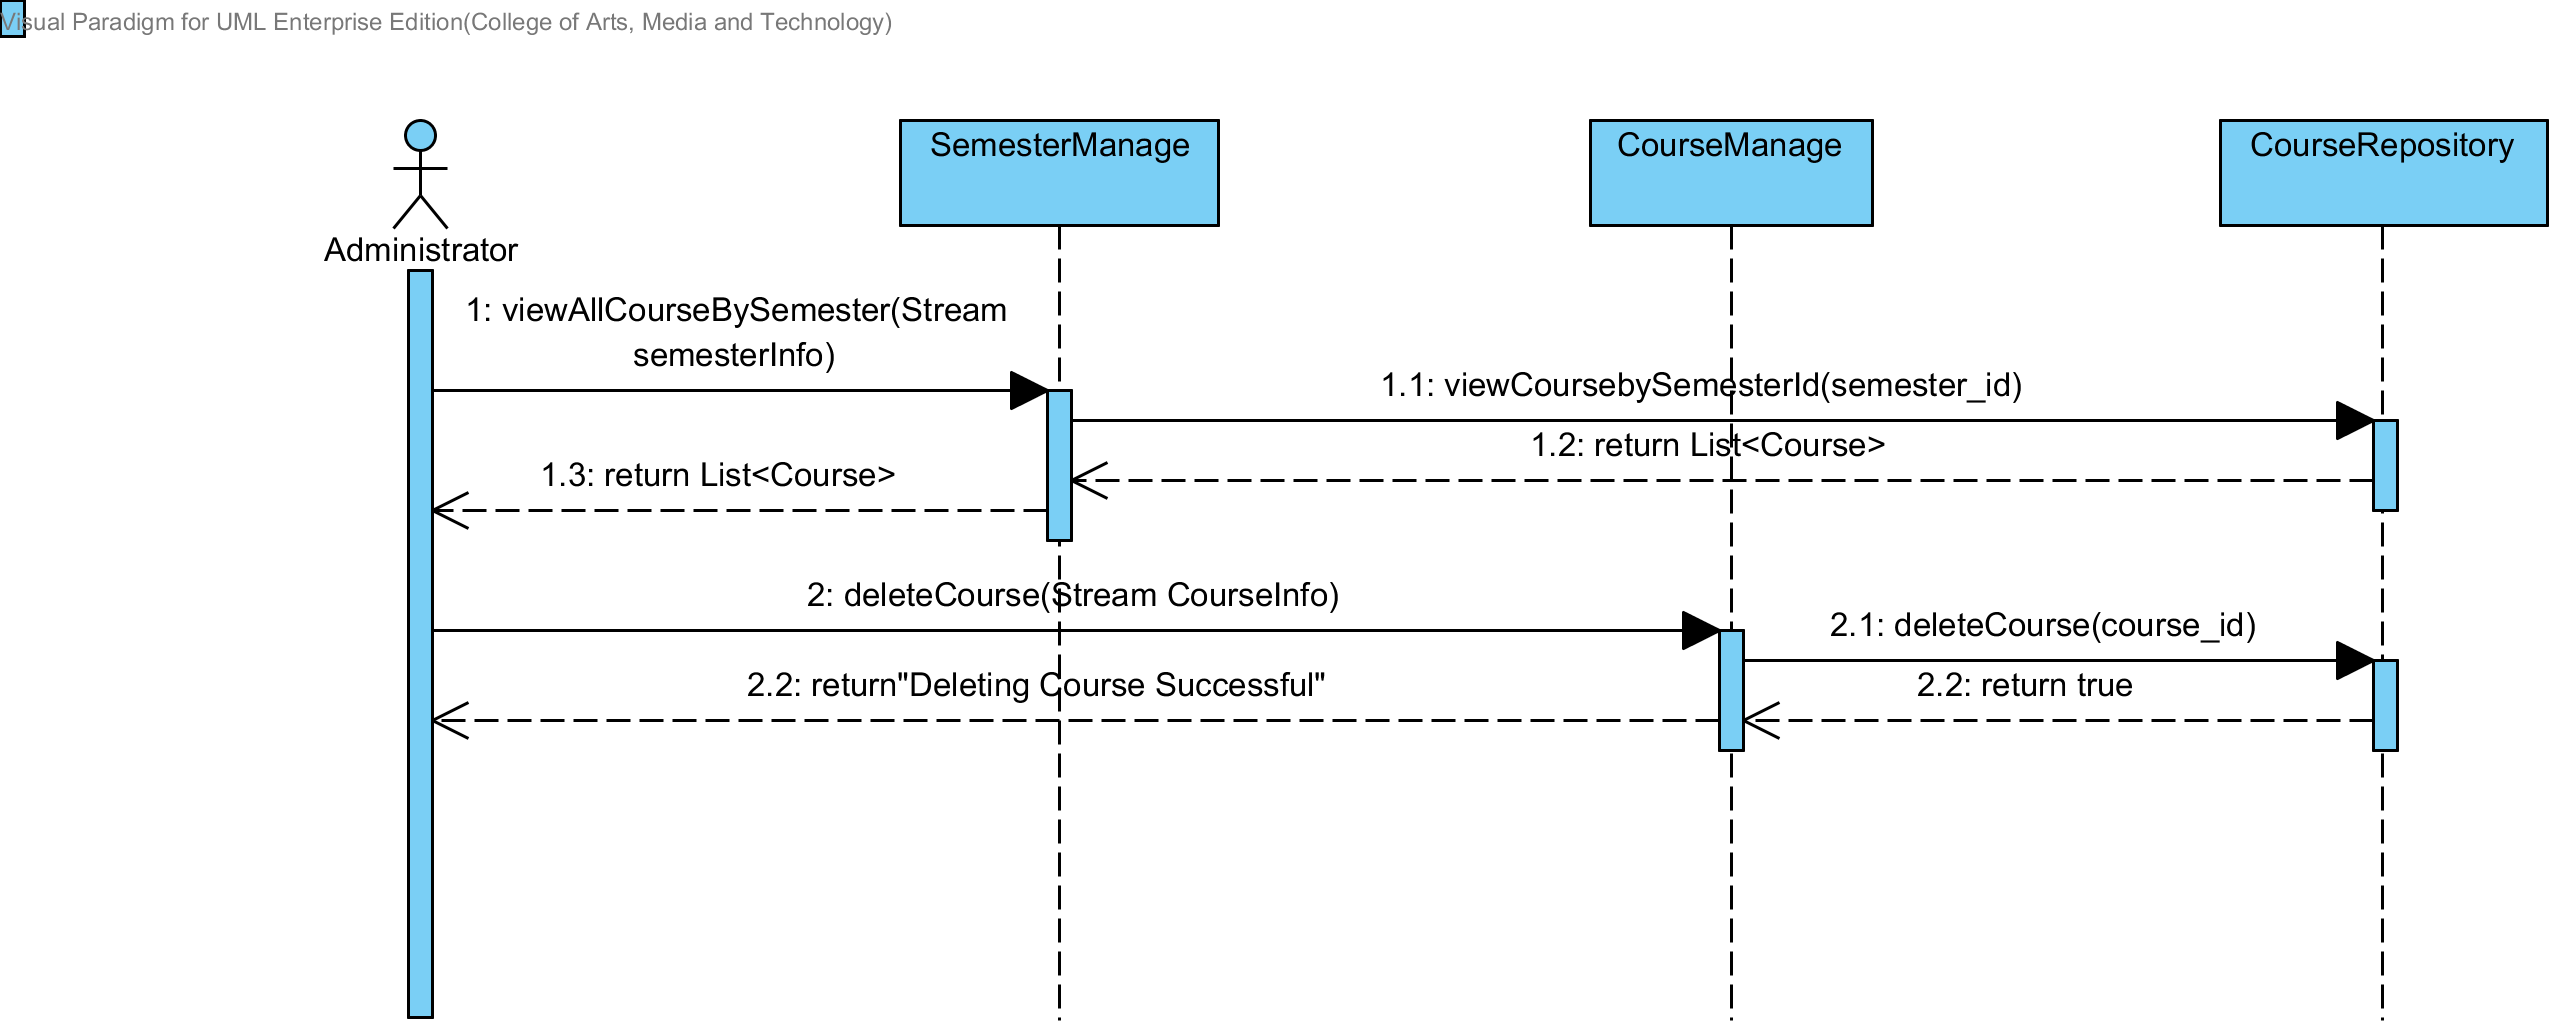 Visual Paradigm for UML Enterprise Edition(College of Arts, Media and Technology)
SemesterManage
CourseManage
CourseRepository
Administrator
1: viewAllCourseBySemester(Stream
semesterInfo)
1.1: viewCoursebySemesterId(semester_id)
1.2: return List<Course>
1.3: return List<Course>
2: deleteCourse(Stream CourseInfo)
2.1: deleteCourse(course_id)
2.2: return"Deleting Course Successful"
2.2: return true